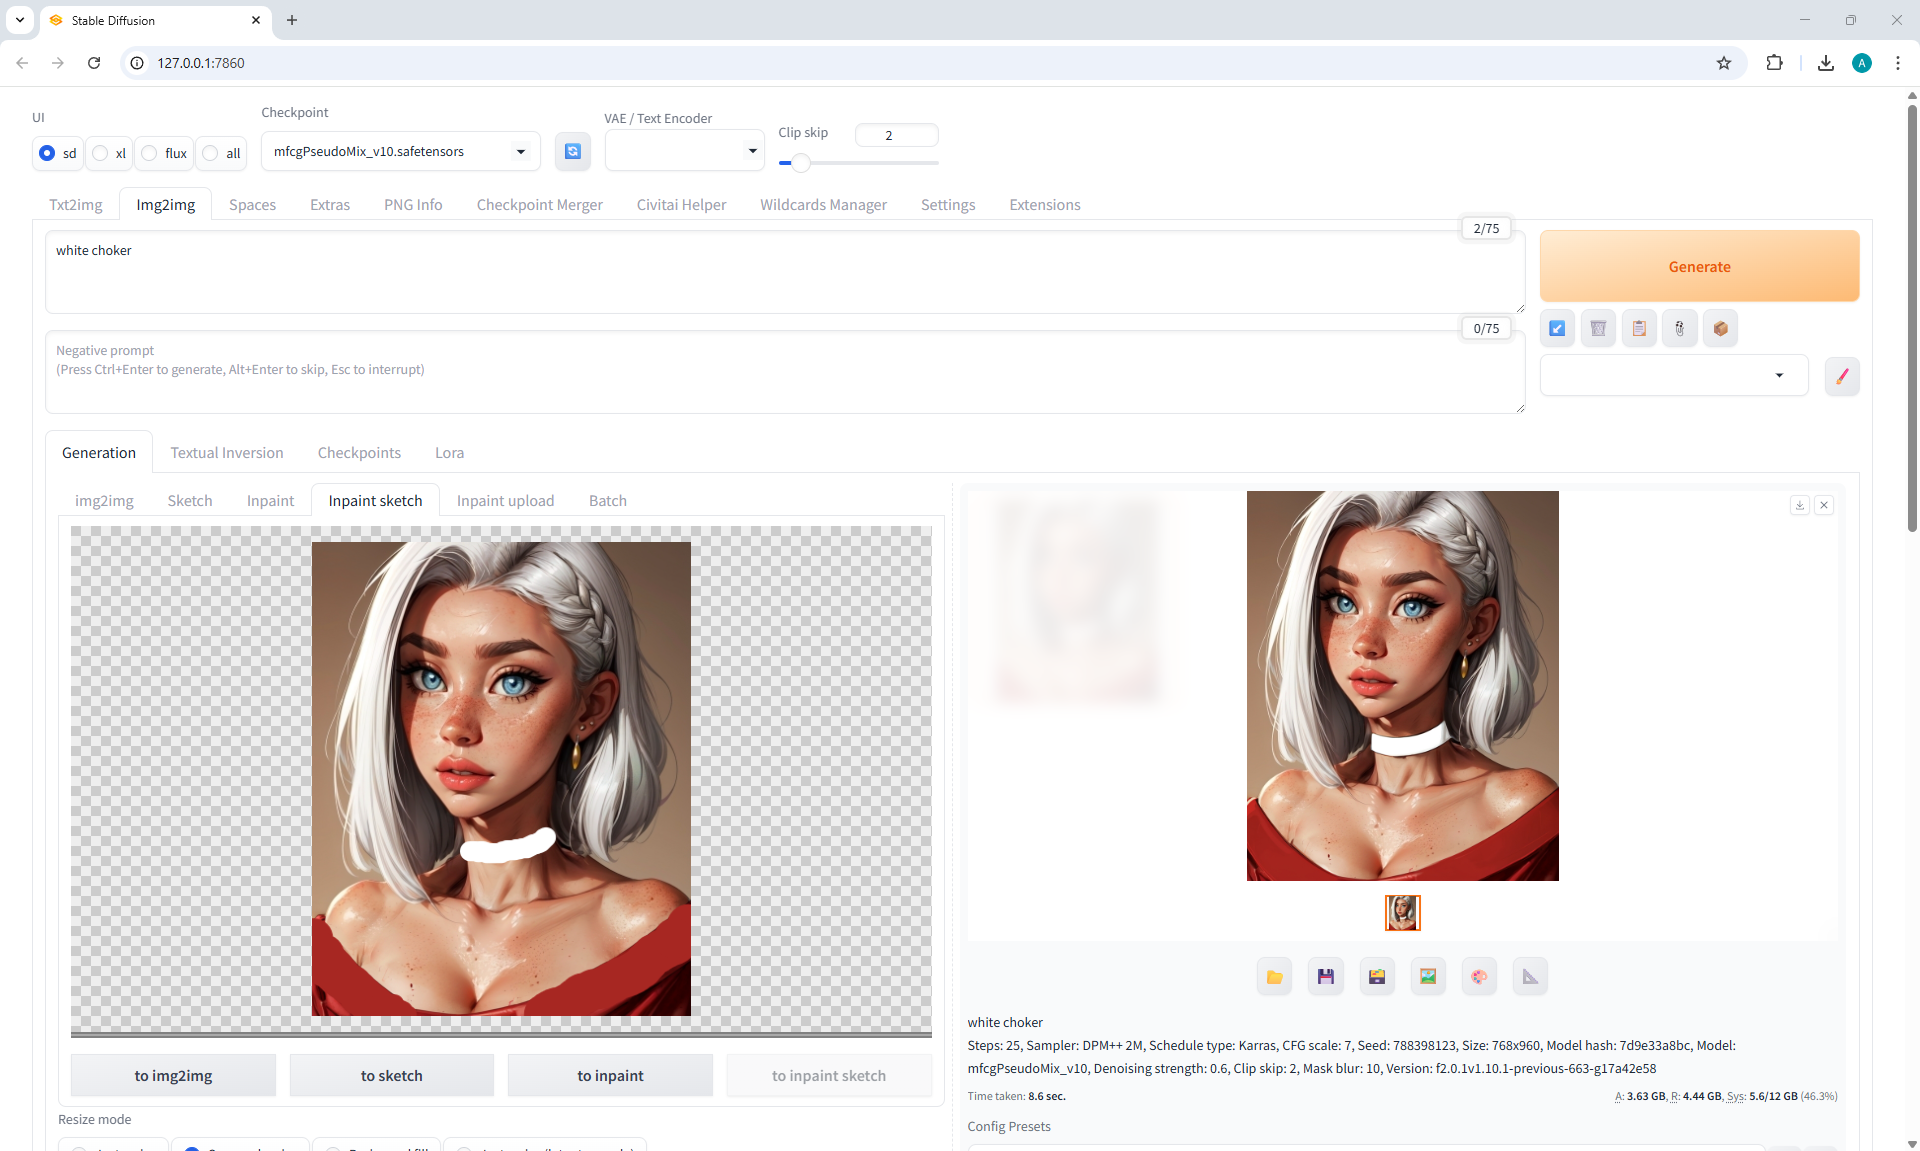 Stable Diffusion
127.0.0.1:7860
UI
sd
xl
flux
all
Checkpoint
mfcgPseudoMix_v10.safetensors
VAE / Text Encoder
Clip skip
2
Txt2img
Img2img
Spaces
Extras
PNG Info
Checkpoint Merger
Civitai Helper
Wildcards Manager
Settings
Extensions
2/75
white choker
Generate
0/75
Negative prompt
(Press Ctrl+Enter to generate, Alt+Enter to skip, Esc to interrupt)
Generation
Textual Inversion
Checkpoints
Lora
img2img
Sketch
Inpaint
Inpaint sketch
Inpaint upload
Batch
to img2img
to sketch
to inpaint
to inpaint sketch
Resize mode
white choker
Steps: 25, Sampler: DPM++ 2M, Schedule type: Karras, CFG scale: 7, Seed: 788398123, Size: 768x960, Model hash: 7d9e33a8bc, Model:
mfcgPseudoMix_v10, Denoising strength: 0.6, Clip skip: 2, Mask blur: 10, Version: f2.0.1v1.10.1-previous-663-g17a42e58
Time taken: 8.6 sec.
A: 3.63 GB, R: 4.44 GB, Sys: 5.6/12 GB (46.3%)
Config Presets
A